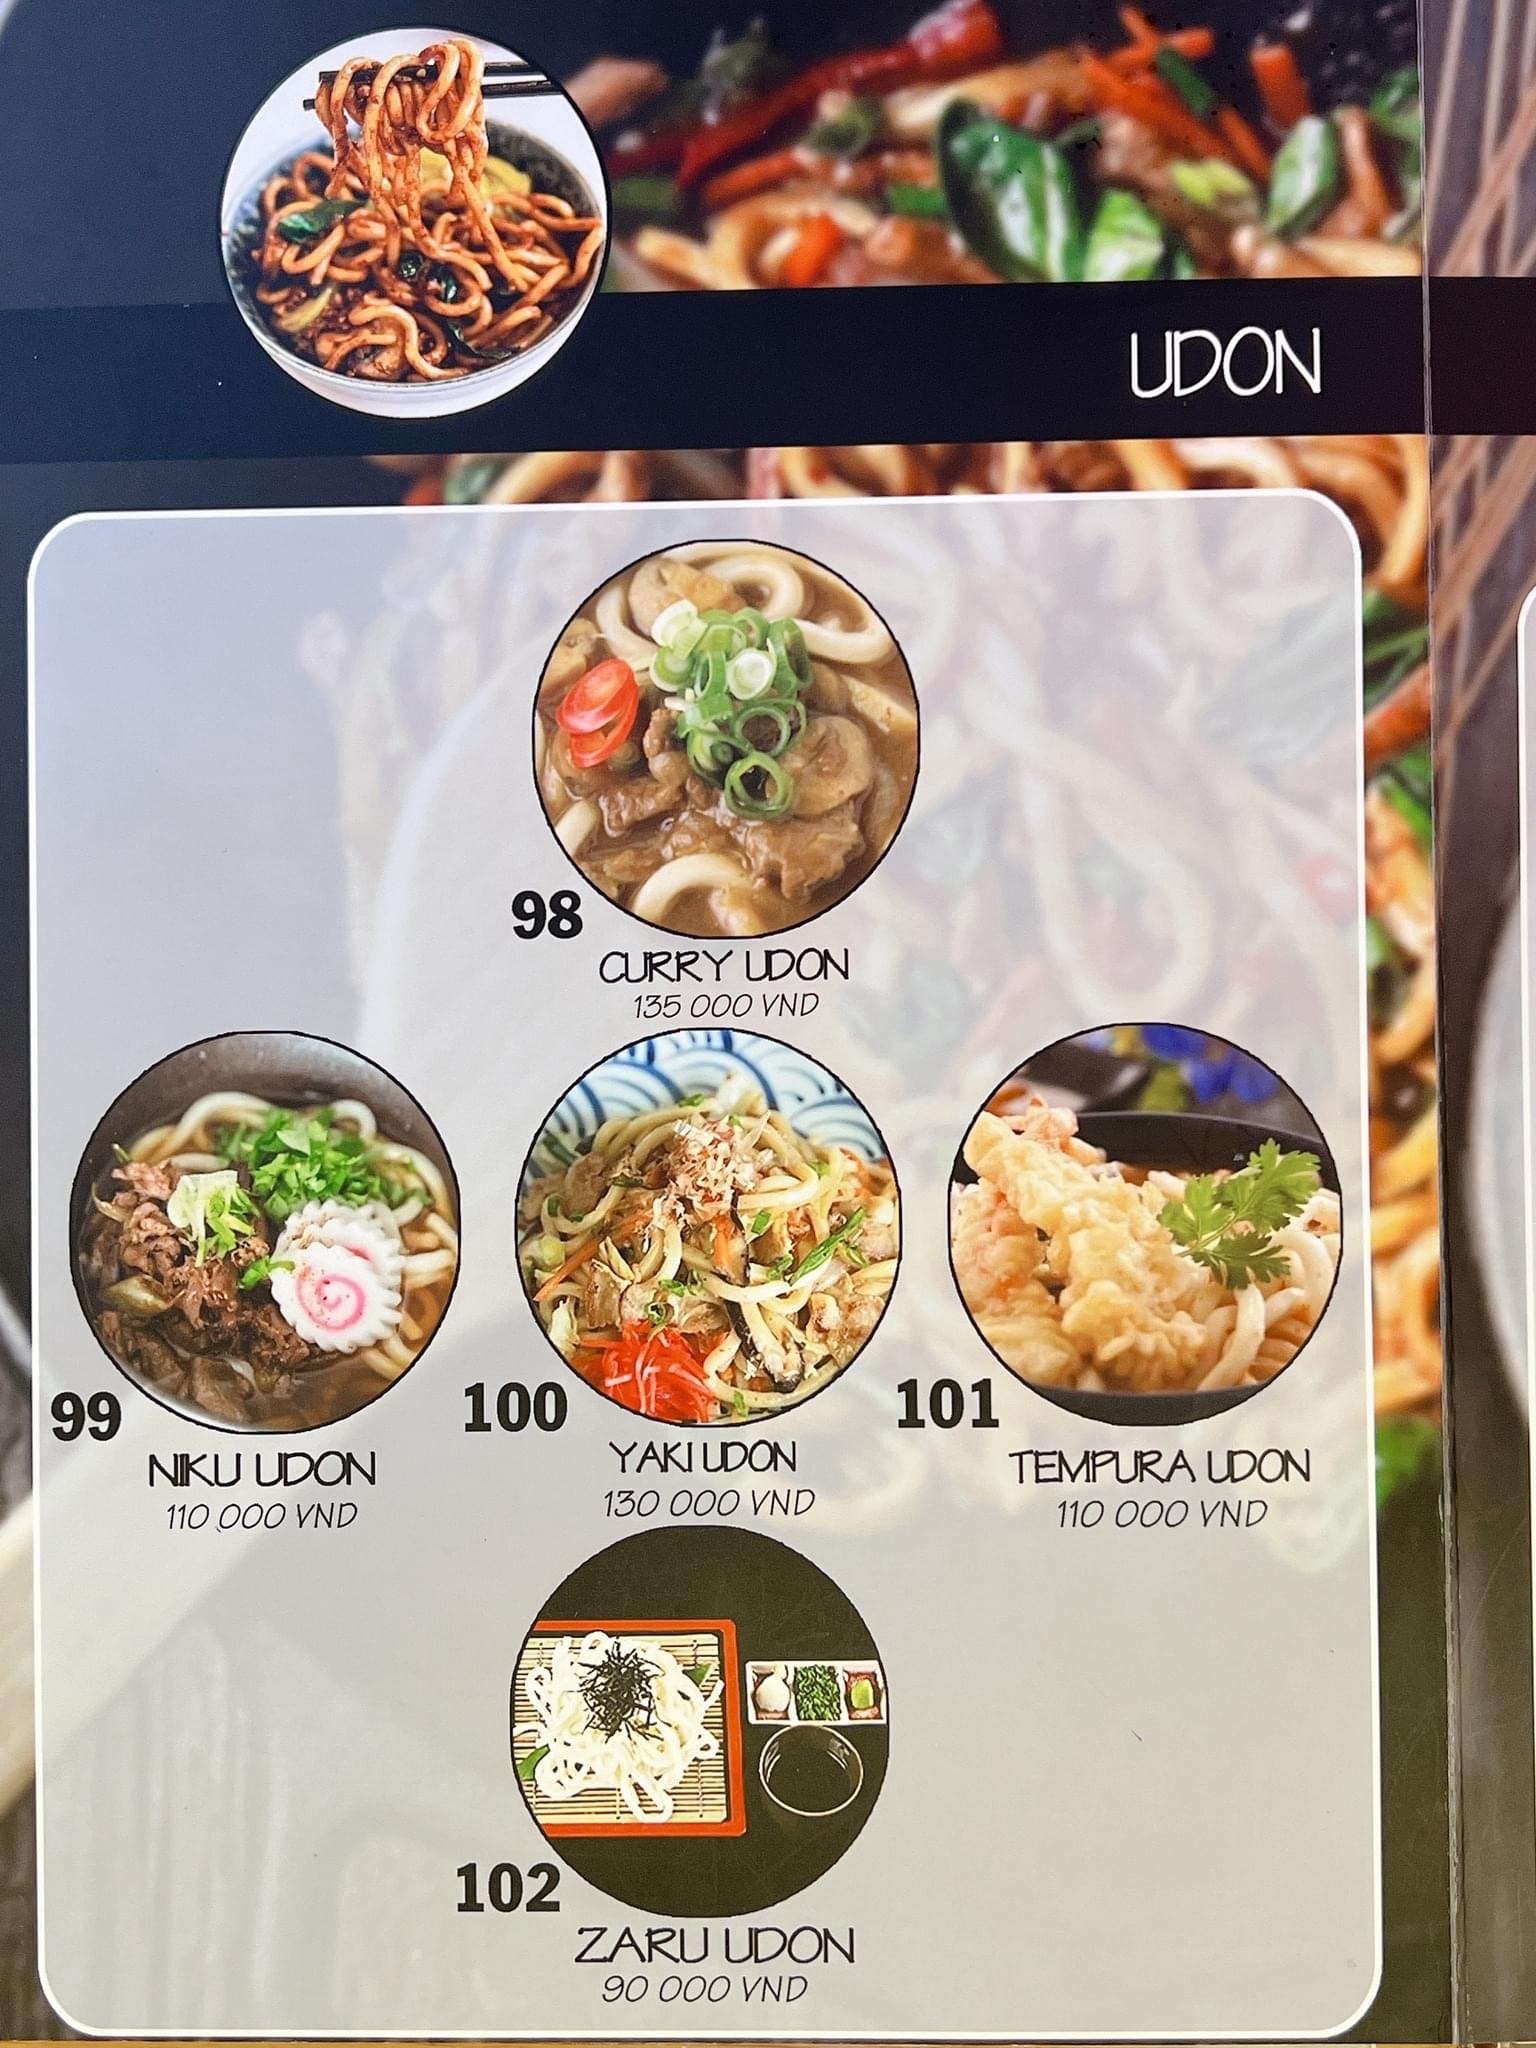 UDON
98
CURRY UDON
135 000 VND
99
NIKU UDON
110 000 VND
100
YAKI UDON
130 000 VND
101
TEMPURA UDON
110 000 VND
102
ZARU UDON
90 000 VND